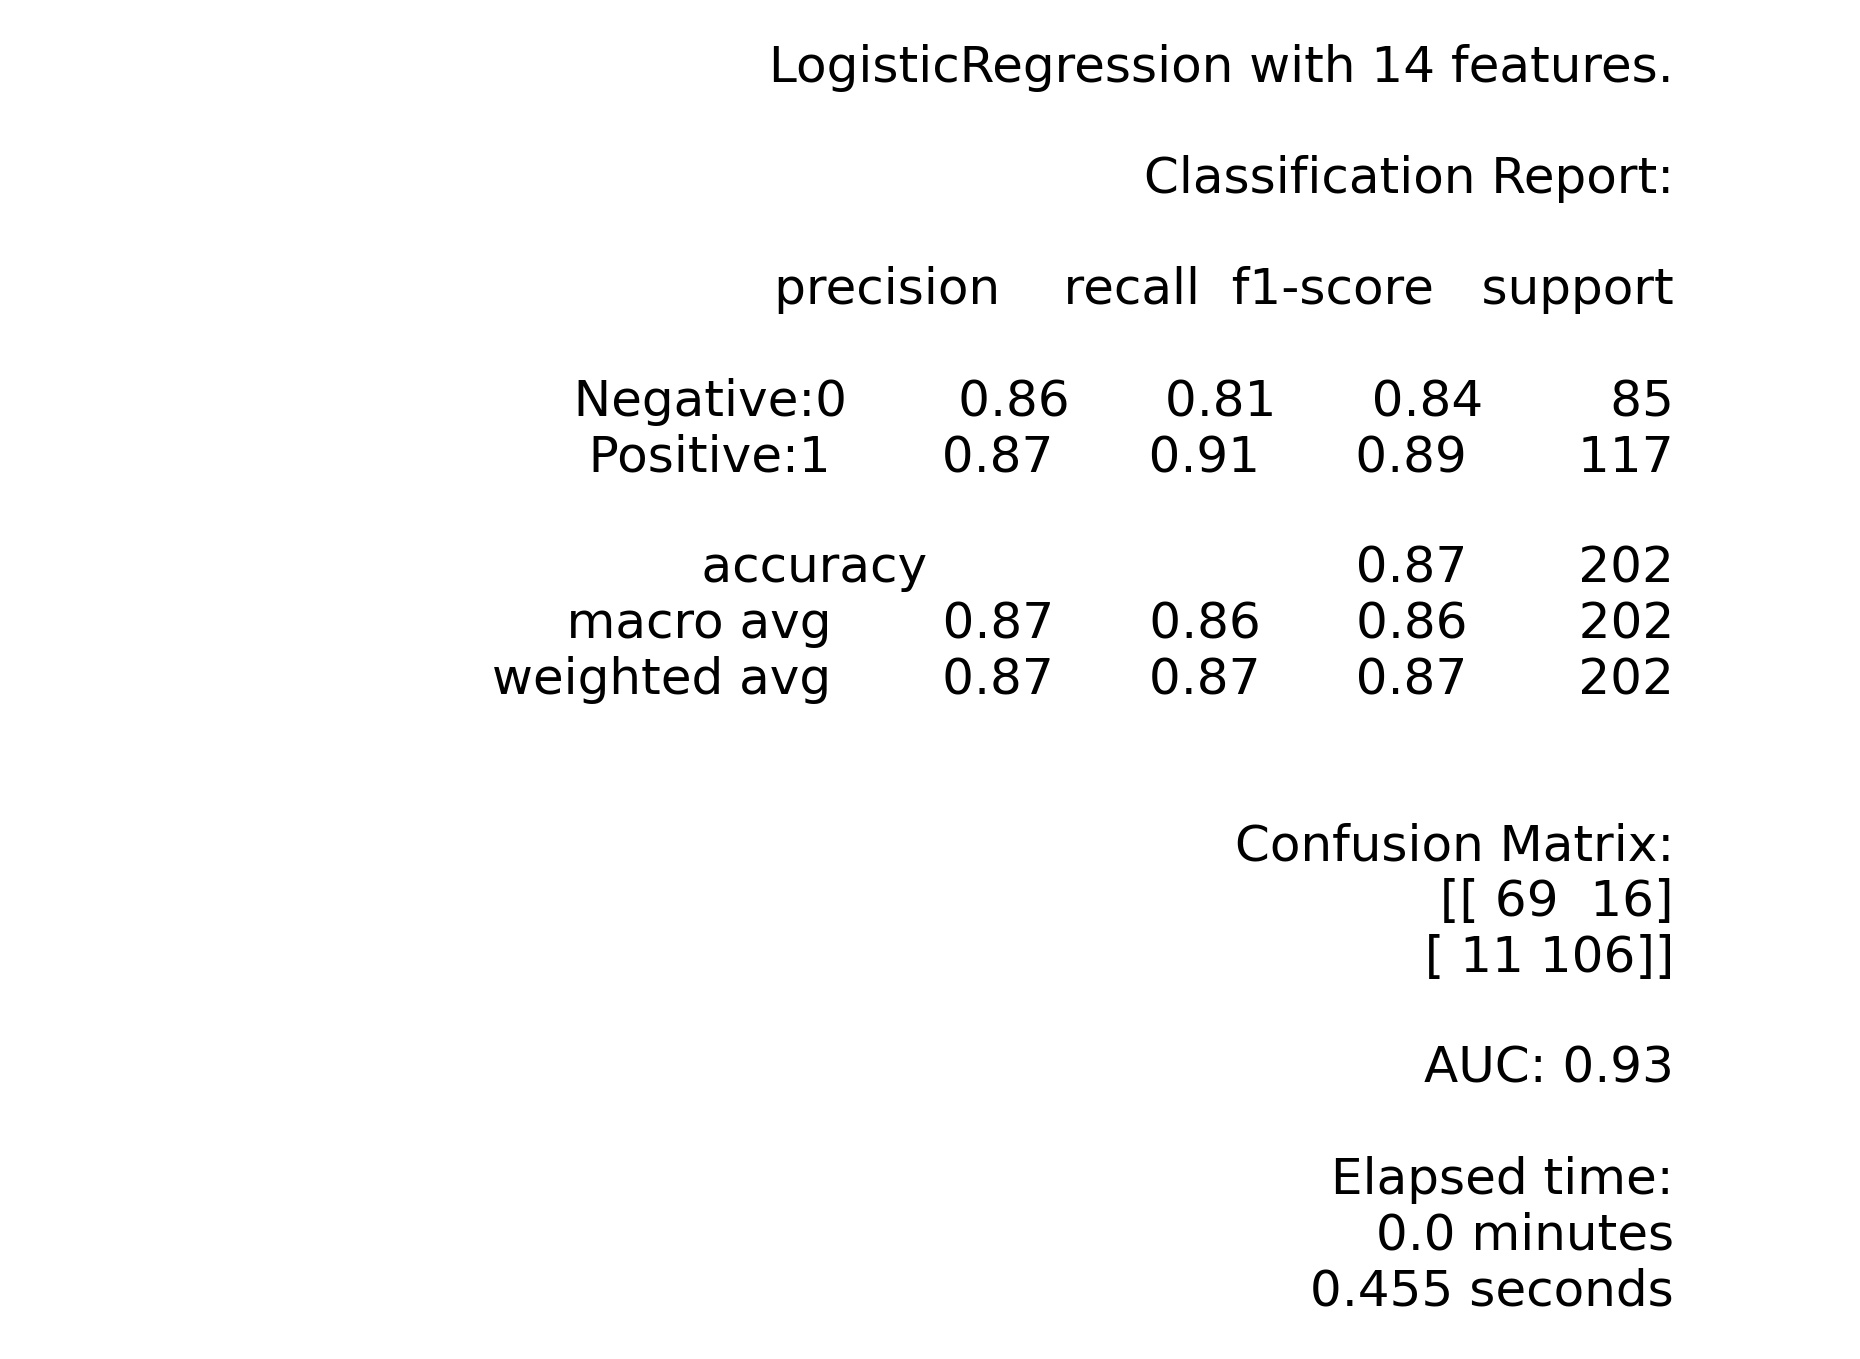 LogisticRegression with 14 features.
Classification Report:
precision    recall  f1-score   support
Negative:0       0.86      0.81      0.84        85
Positive:1       0.87      0.91      0.89       117
accuracy                           0.87       202
macro avg       0.87      0.86      0.86       202
weighted avg       0.87      0.87      0.87       202
Confusion Matrix:
[[ 69  16]
[ 11 106]]
AUC: 0.93
Elapsed time:
0.0 minutes
0.455 seconds